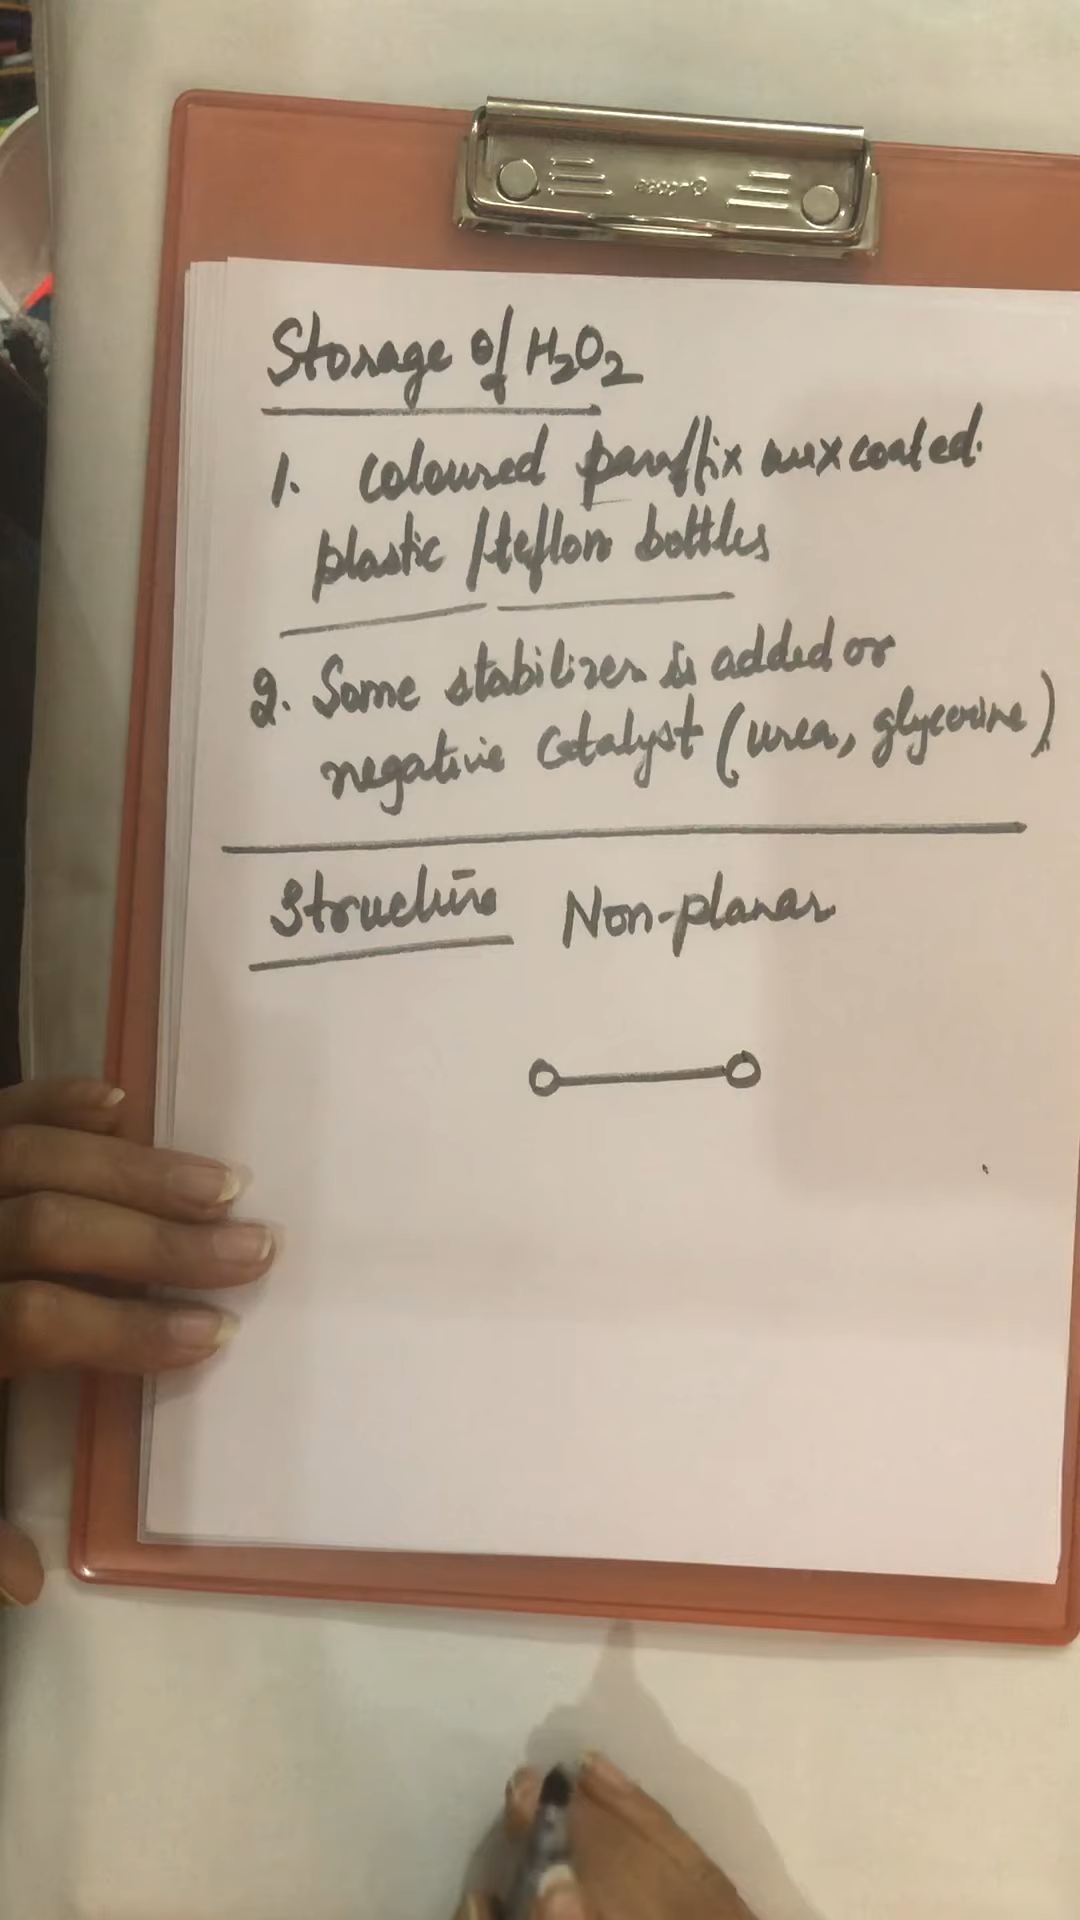 Storage of H₂O₂
1. coloured paraffix wax coated.
plastic / teflon bottles
2. Some stabilizer is added or
negative catalyst (urea, glycerine)
Structure Non-planar
O—O